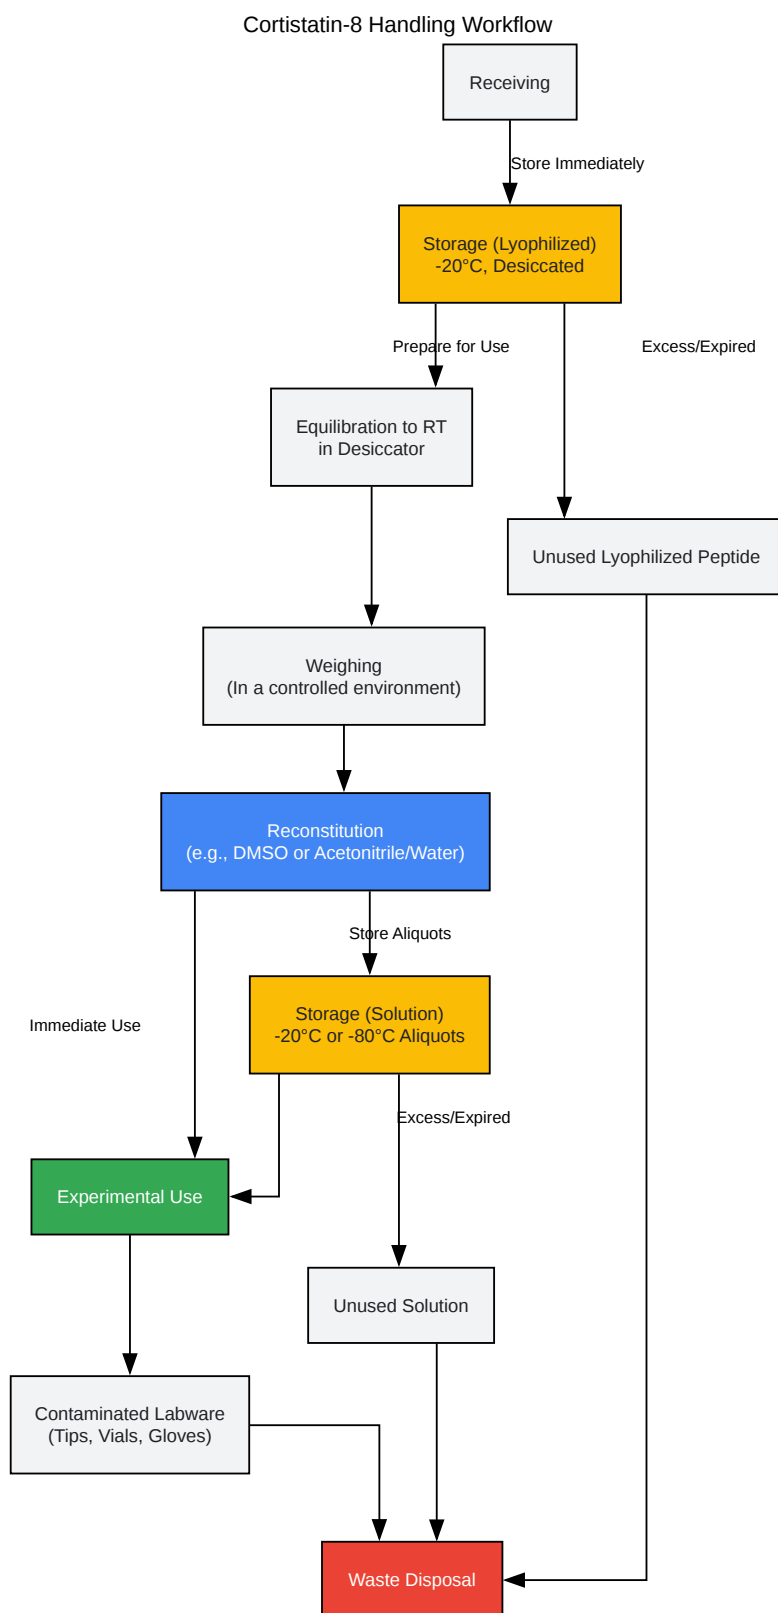 Cortistatin-8 Handling Workflow
Receiving
Store Immediately
Storage (Lyophilized)
-20°C, Desiccated
Prepare for Use
Excess/Expired
Equilibration to RT
in Desiccator
Unused Lyophilized Peptide
Weighing
(In a controlled environment)
Reconstitution
(e.g., DMSO or Acetonitrile/Water)
Store Aliquots
Storage (Solution)
-20°C or -80°C Aliquots
Immediate Use
Excess/Expired
Experimental Use
Unused Solution
Contaminated Labware
(Tips, Vials, Gloves)
Waste Disposal